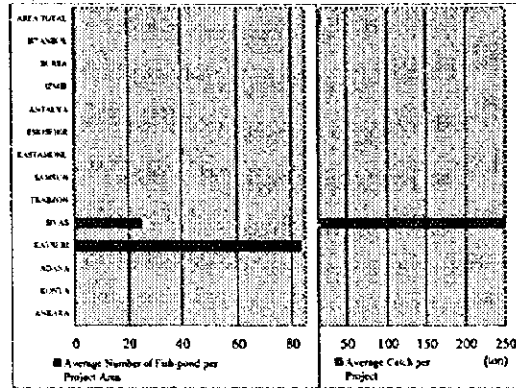 AREA TOTAL
ISTANBUL
BURSA
IZMIR
ANTALYA
ESKISEHIR
KASTAMONU
SAMSUN
TRABZON
SIVAS
KAYSERI
ADANA
KONYA
ANKARA
0 20 40 60 80
50 100 150 200 250
Average Number of Fish-pond per
Project Area
Average Catch per (ton)
Project